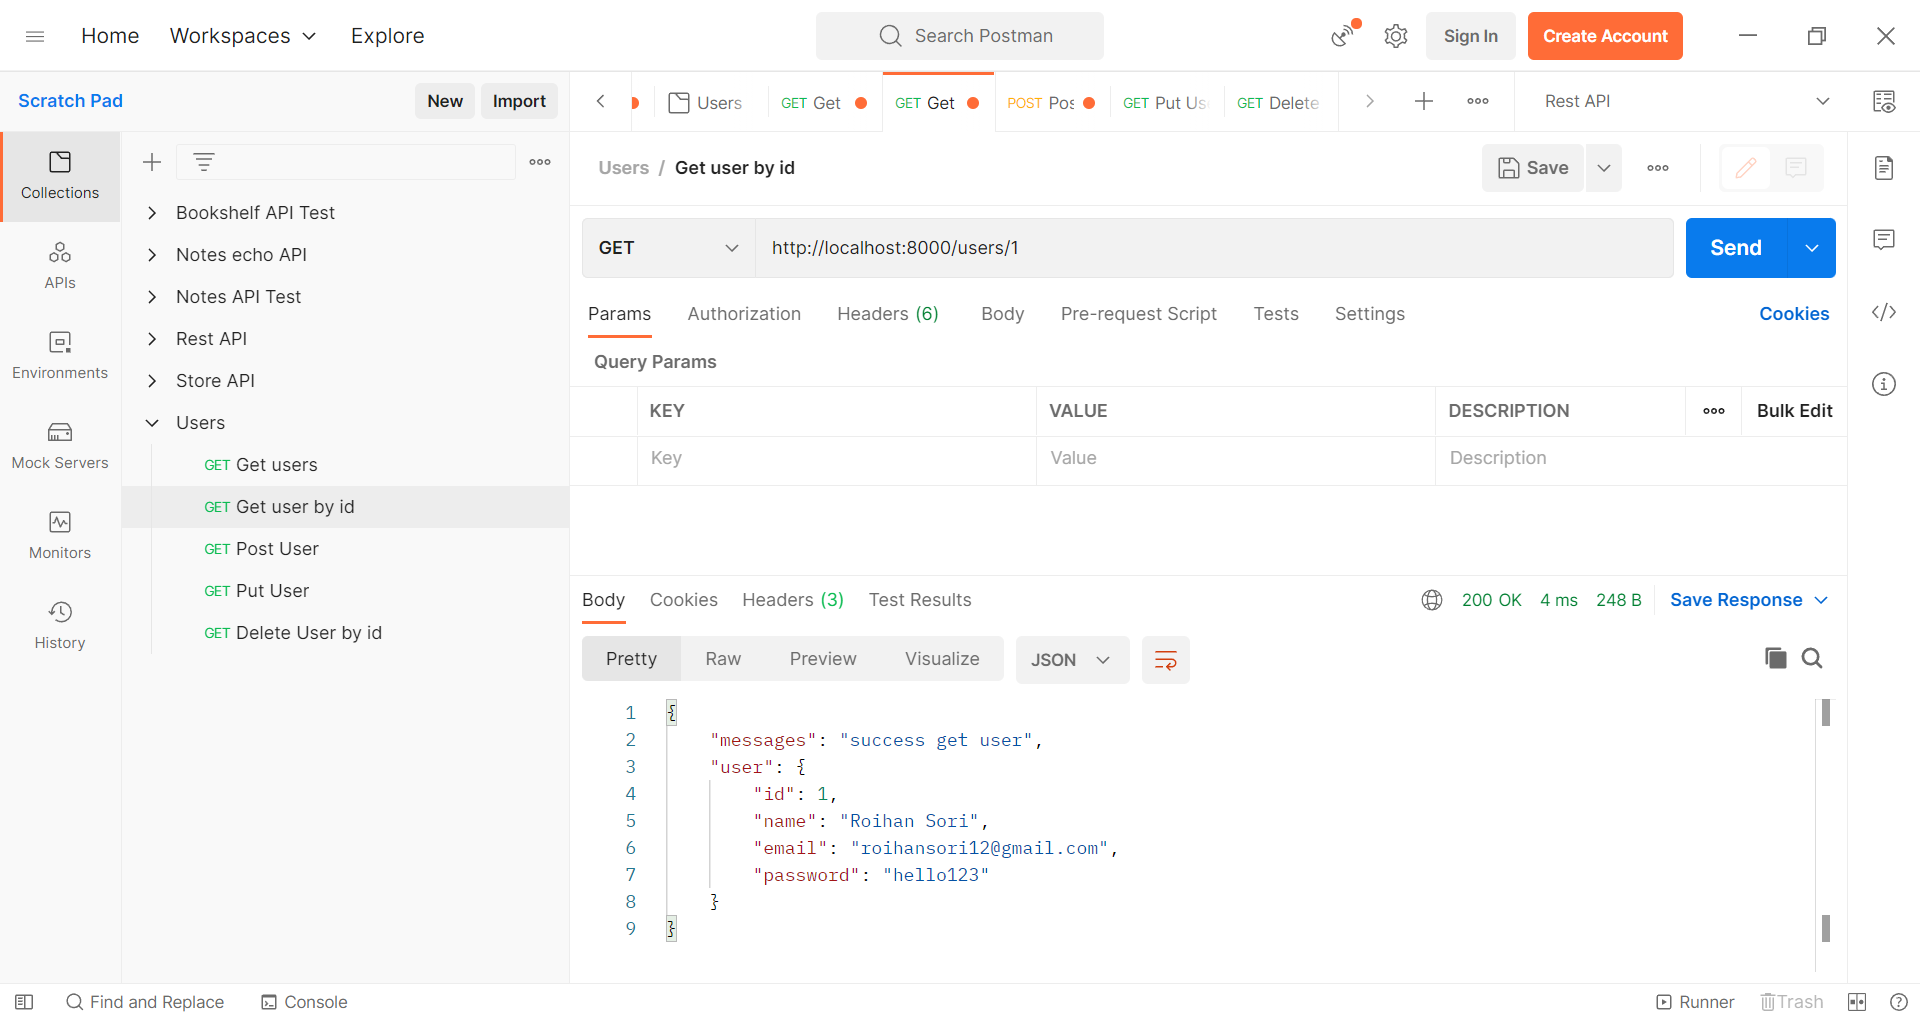 Home Workspaces Explore Search Postman Sign In Create Account
Scratch Pad New Import
Users GET Get GET Get POST Pos GET Put Us GET Delete Rest API
Collections
APIs
Environments
Mock Servers
Monitors
History
Bookshelf API Test
Notes echo API
Notes API Test
Rest API
Store API
Users
GET Get users
GET Get user by id
GET Post User
GET Put User
GET Delete User by id
Users / Get user by id Save
GET http://localhost:8000/users/1 Send
Params Authorization Headers (6) Body Pre-request Script Tests Settings Cookies
Query Params
KEY VALUE DESCRIPTION Bulk Edit
Key Value Description
Body Cookies Headers (3) Test Results 200 OK 4 ms 248 B Save Response
Pretty Raw Preview Visualize JSON
1 {
2 "messages": "success get user",
3 "user": {
4 "id": 1,
5 "name": "Roihan Sori",
6 "email": "roihansori12@gmail.com",
7 "password": "hello123"
8 }
9 }
Find and Replace Console Runner Trash